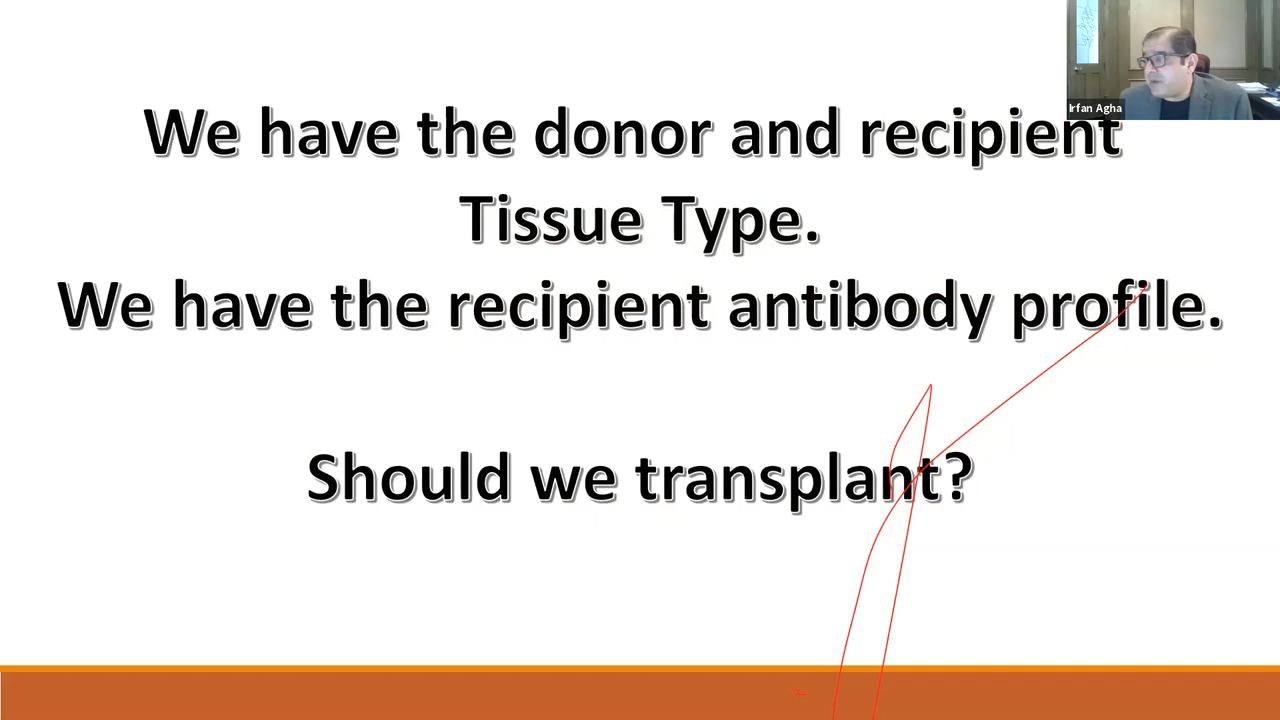 Irfan Agha
We have the donor and recipient
Tissue Type.
We have the recipient antibody profile.
Should we transplant?